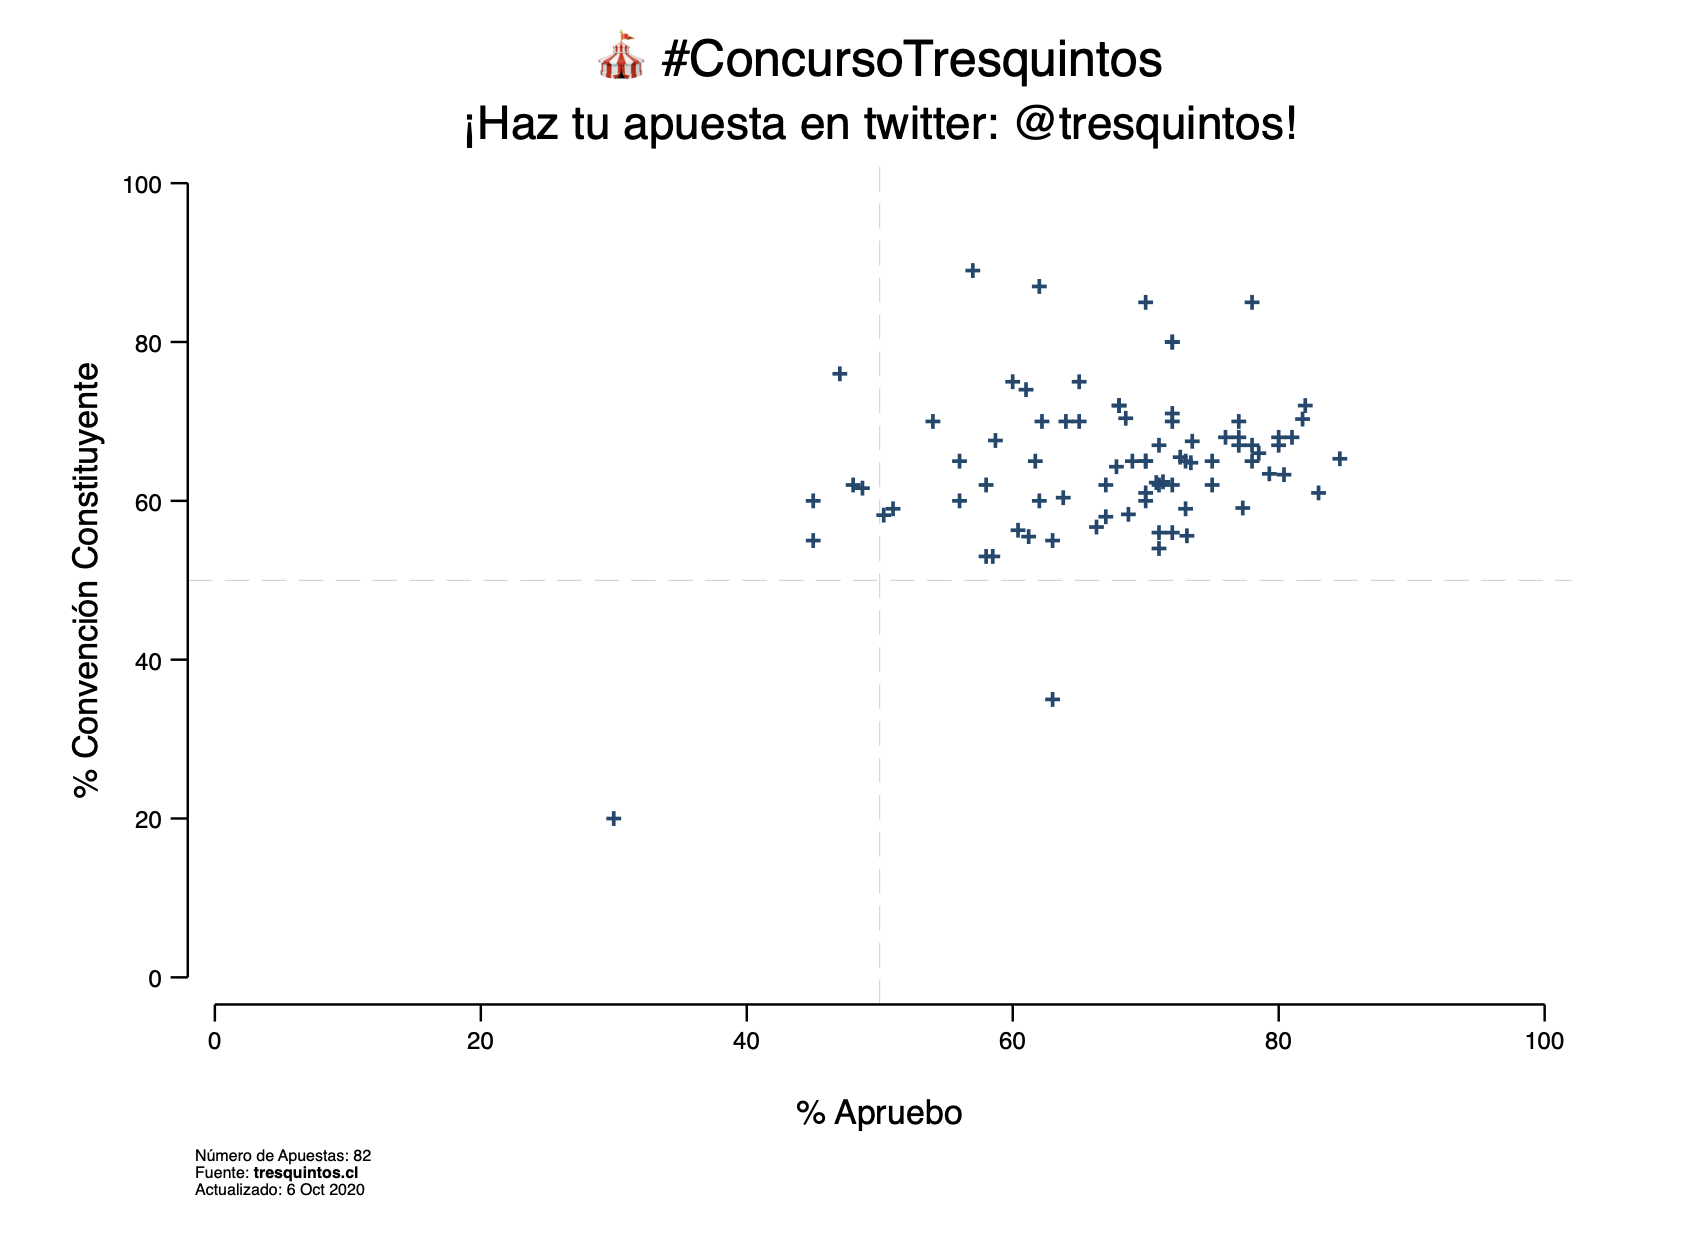 #ConcursoTresquintos
¡Haz tu apuesta en twitter: @tresquintos!
100
80
60
40
20
0
% Convención Constituyente
0 20 40 60 80 100
% Apruebo
Número de Apuestas: 82
Fuente: tresquintos.cl
Actualizado: 6 Oct 2020